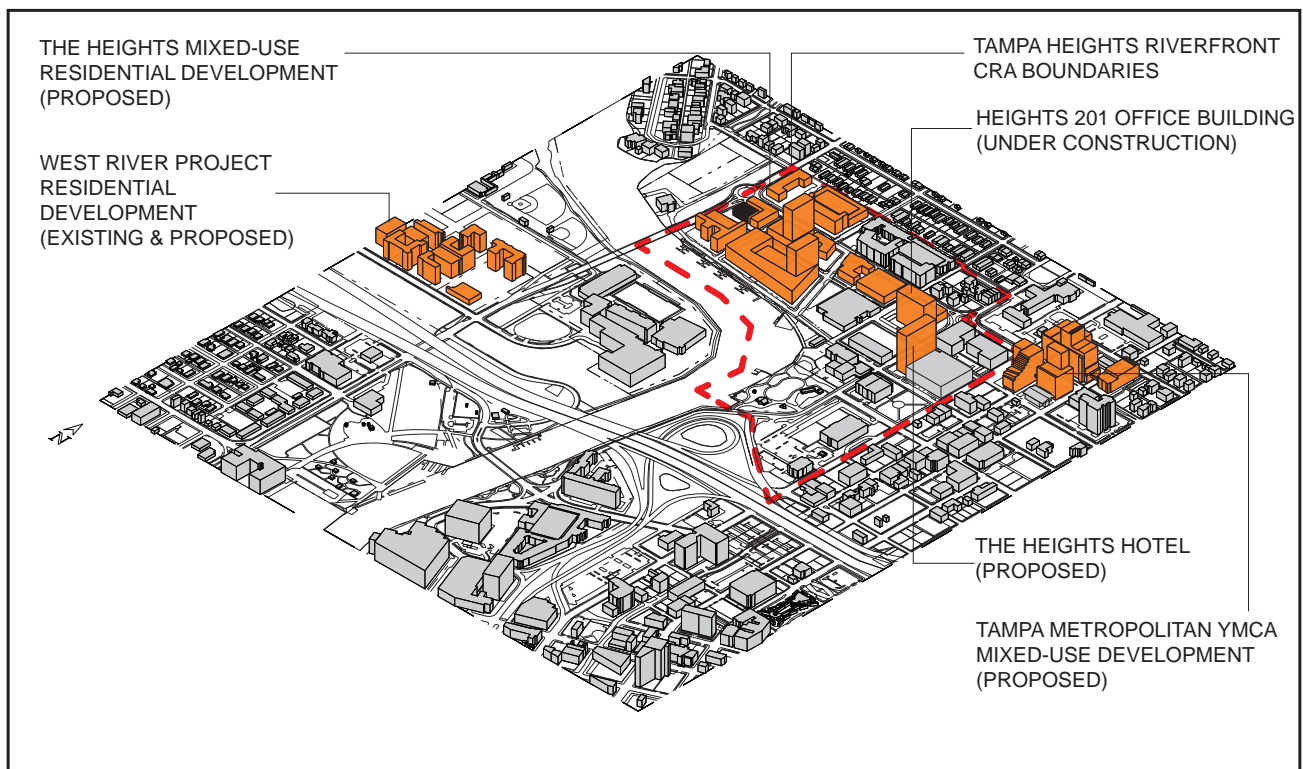 THE HEIGHTS MIXED-USE
RESIDENTIAL DEVELOPMENT
(PROPOSED)
WEST RIVER PROJECT
RESIDENTIAL
DEVELOPMENT
(EXISTING & PROPOSED)
TAMPA HEIGHTS RIVERFRONT
CRA BOUNDARIES
HEIGHTS 201 OFFICE BUILDING
(UNDER CONSTRUCTION)
THE HEIGHTS HOTEL
(PROPOSED)
TAMPA METROPOLITAN YMCA
MIXED-USE DEVELOPMENT
(PROPOSED)